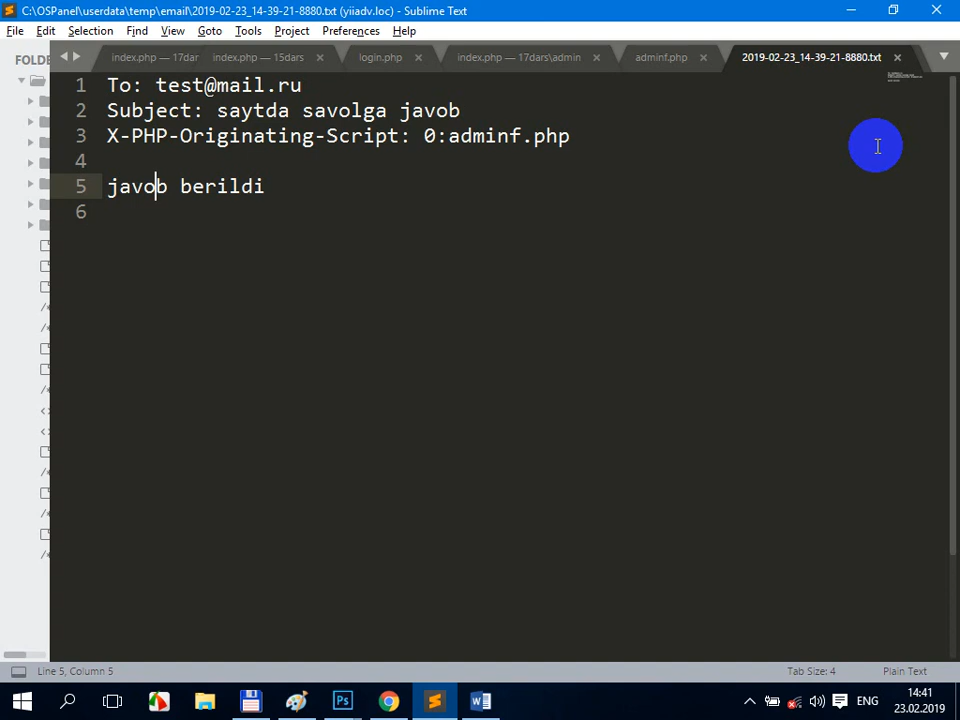 C:\OSPanel\userdata\temp\email\2019-02-23_14-39-21-8880.txt (yiiadv.loc) - Sublime Text
File Edit Selection Find View Goto Tools Project Preferences Help
FOLDE
index.php — 17dar index.php — 15dars login.php index.php — 17dars\admin adminf.php 2019-02-23_14-39-21-8880.txt
1 To: test@mail.ru
2 Subject: saytda savolga javob
3 X-PHP-Originating-Script: 0:adminf.php
4
5 javob berildi
6
Line 5, Column 5 Tab Size: 4 Plain Text
ENG 14:41
23.02.2019